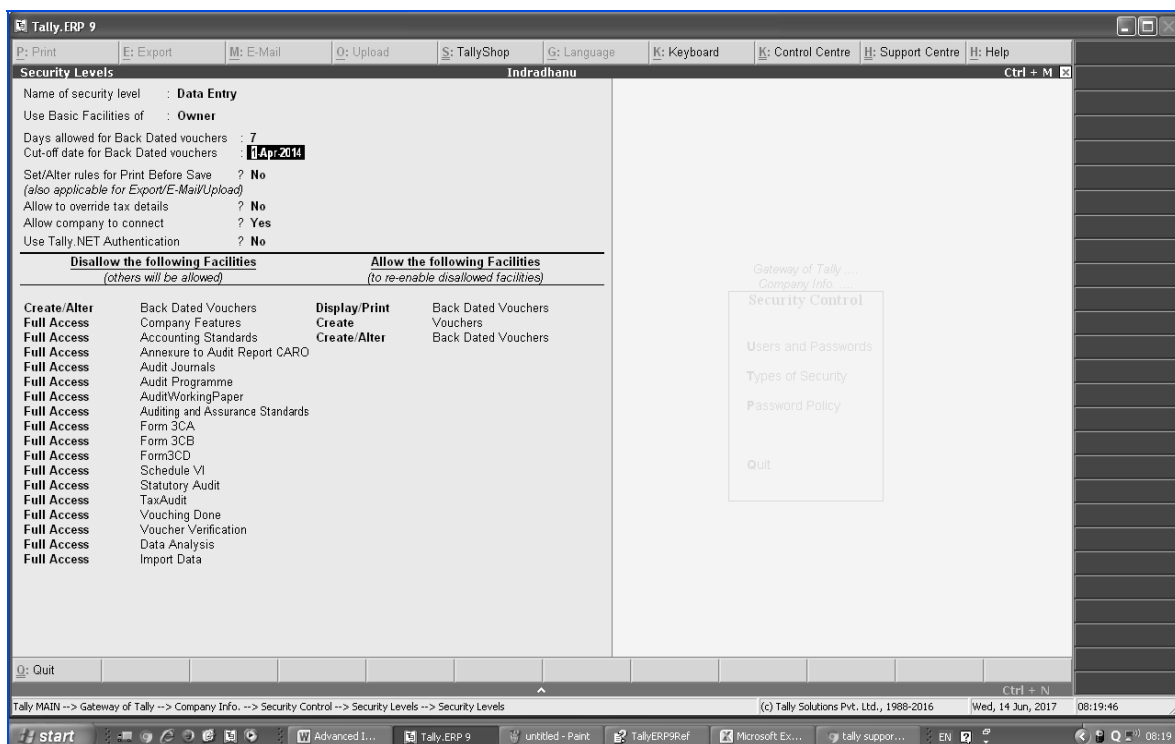 Tally.ERP 9
P: Print E: Export M: E-Mail O: Upload S: TallyShop G: Language K: Keyboard K: Control Centre H: Support Centre H: Help
Security Levels Indradhanu Ctrl + M
Name of security level : Data Entry
Use Basic Facilities of : Owner
Days allowed for Back Dated vouchers : 7
Cut-off date for Back Dated vouchers : 1-Apr-2014
Set/Alter rules for Print Before Save ? No
(also applicable for Export/E-Mail/Upload)
Allow to override tax details ? No
Allow company to connect ? Yes
Use Tally.NET Authentication ? No
Disallow the following Facilities Allow the following Facilities
(others will be allowed) (to re-enable disallowed facilities)
Create/Alter Back Dated Vouchers Display/Print Back Dated Vouchers
Full Access Company Features Create Vouchers
Full Access Accounting Standards Create/Alter Back Dated Vouchers
Full Access Annexure to Audit Report CARO
Full Access Audit Journals
Full Access Audit Programme
Full Access AuditWorkingPaper
Full Access Auditing and Assurance Standards
Full Access Form 3CA
Full Access Form 3CB
Full Access Form3CD
Full Access Schedule VI
Full Access Statutory Audit
Full Access TaxAudit
Full Access Vouching Done
Full Access Voucher Verification
Full Access Data Analysis
Full Access Import Data
Gateway of Tally ....
Company Info. ....
Security Control
Users and Passwords
Types of Security
Password Policy
Quit
Q: Quit
Ctrl + N
Tally MAIN --> Gateway of Tally --> Company Info. --> Security Control --> Security Levels --> Security Levels (c) Tally Solutions Pvt. Ltd., 1988-2016 Wed, 14 Jun, 2017 08:19:46
start Advanced I... Tally.ERP 9 untitled - Paint TallyERP9Ref Microsoft Ex... tally suppor... EN 08:19